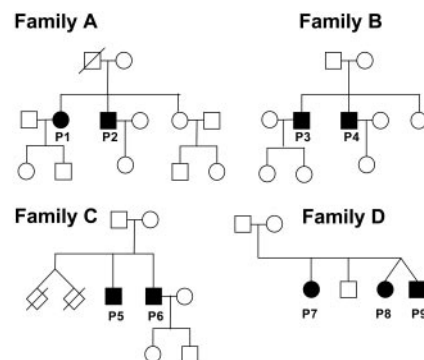 Family A
Family B
P1 P2
P3 P4
Family C
Family D
P5 P6
P7 P8 P9